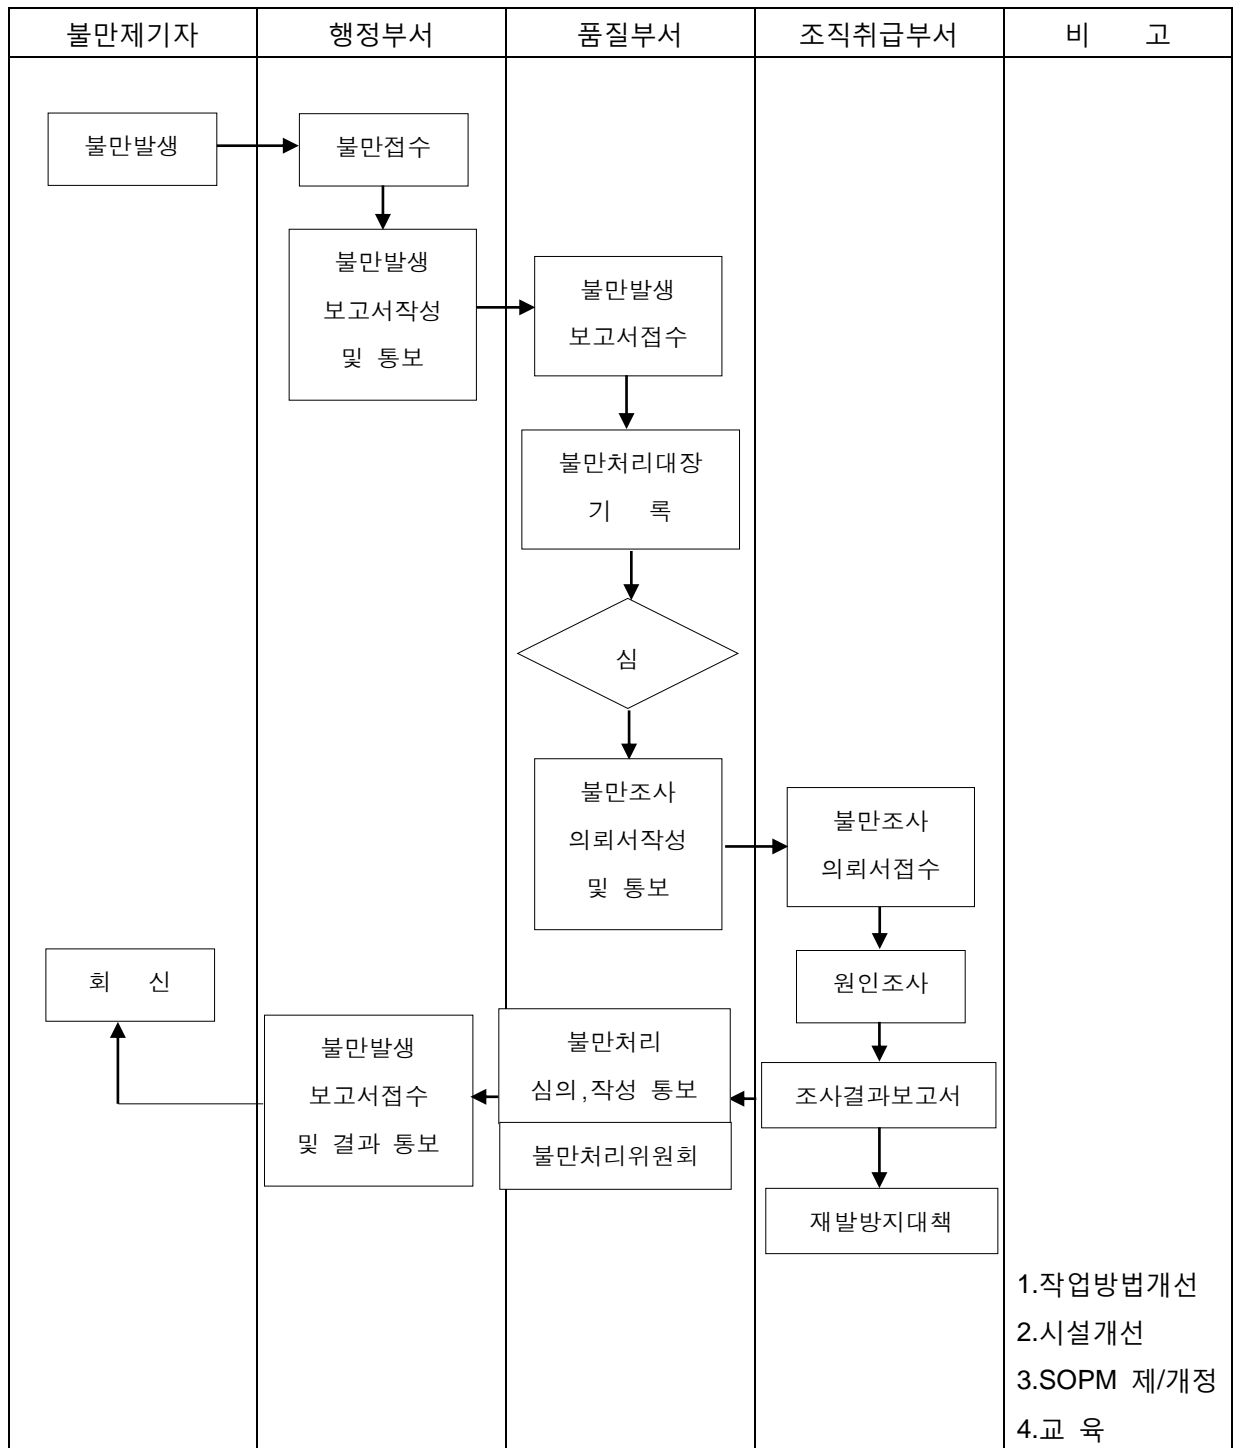 불만제기자
행정부서
품질부서
조직취급부서
비 고
불만발생
불만접수
불만발생
보고서작성
및 통보
불만발생
보고서접수
불만처리대장
기 록
심
불만조사
의뢰서작성
및 통보
불만조사
의뢰서접수
원인조사
회 신
불만발생
보고서접수
및 결과 통보
불만처리
심의,작성 통보
불만처리위원회
조사결과보고서
재발방지대책
1.작업방법개선
2.시설개선
3.SOPM 제/개정
4.교 육